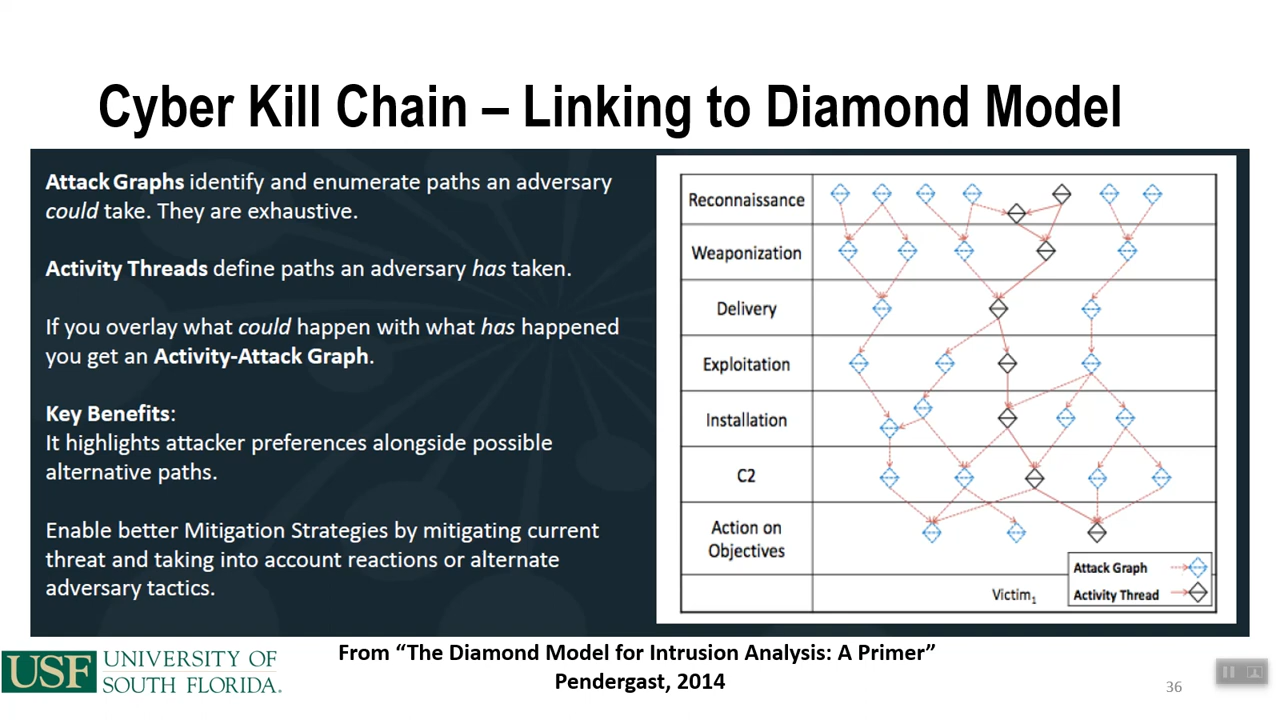 Cyber Kill Chain – Linking to Diamond Model
Attack Graphs identify and enumerate paths an adversary
could take. They are exhaustive.
Activity Threads define paths an adversary has taken.
If you overlay what could happen with what has happened
you get an Activity-Attack Graph.
Key Benefits:
It highlights attacker preferences alongside possible
alternative paths.
Enable better Mitigation Strategies by mitigating current
threat and taking into account reactions or alternate
adversary tactics.
Reconnaissance
Weaponization
Delivery
Exploitation
Installation
C2
Action on
Objectives
Victim1
Attack Graph
Activity Thread
From “The Diamond Model for Intrusion Analysis: A Primer”
Pendergast, 2014
USF
UNIVERSITY OF
SOUTH FLORIDA.
36